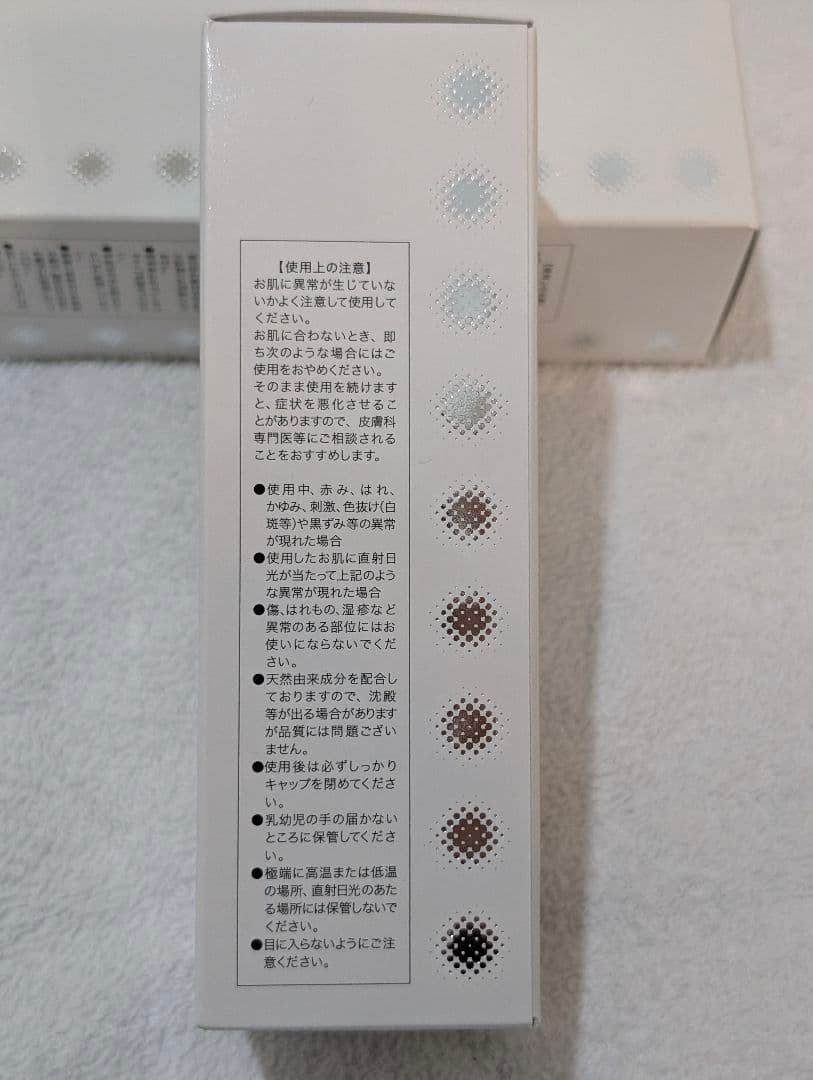 【使用上の注意】
お肌に異常が生じていな
いかよく注意して使用して
ください。
お肌に合わないとき、即
ち次のような場合にはご
使用をおやめください。
そのまま使用を続けます
と、症状を悪化させるこ
とがありますので、皮膚科
専門医等にご相談される
ことをおすすめします。
●使用中、赤み、はれ、
かゆみ、刺激、色抜け(白
斑等)や黒ずみ等の異常
が現れた場合
●使用したお肌に直射日
光が当たって上記のよう
な異常が現れた場合
●傷、はれもの、湿疹など
異常のある部位にはお
使いにならないでくだ
さい。
●天然由来成分を配合し
ておりますので、沈殿
等が出る場合があります
が品質には問題ござい
ません。
●使用後は必ずしっかり
キャップを閉めてくださ
い。
●乳幼児の手の届かない
ところに保管してくださ
い。
●極端に高温または低温
の場所、直射日光のあた
る場所には保管しないで
ください。
●目に入らないようにご注
意ください。